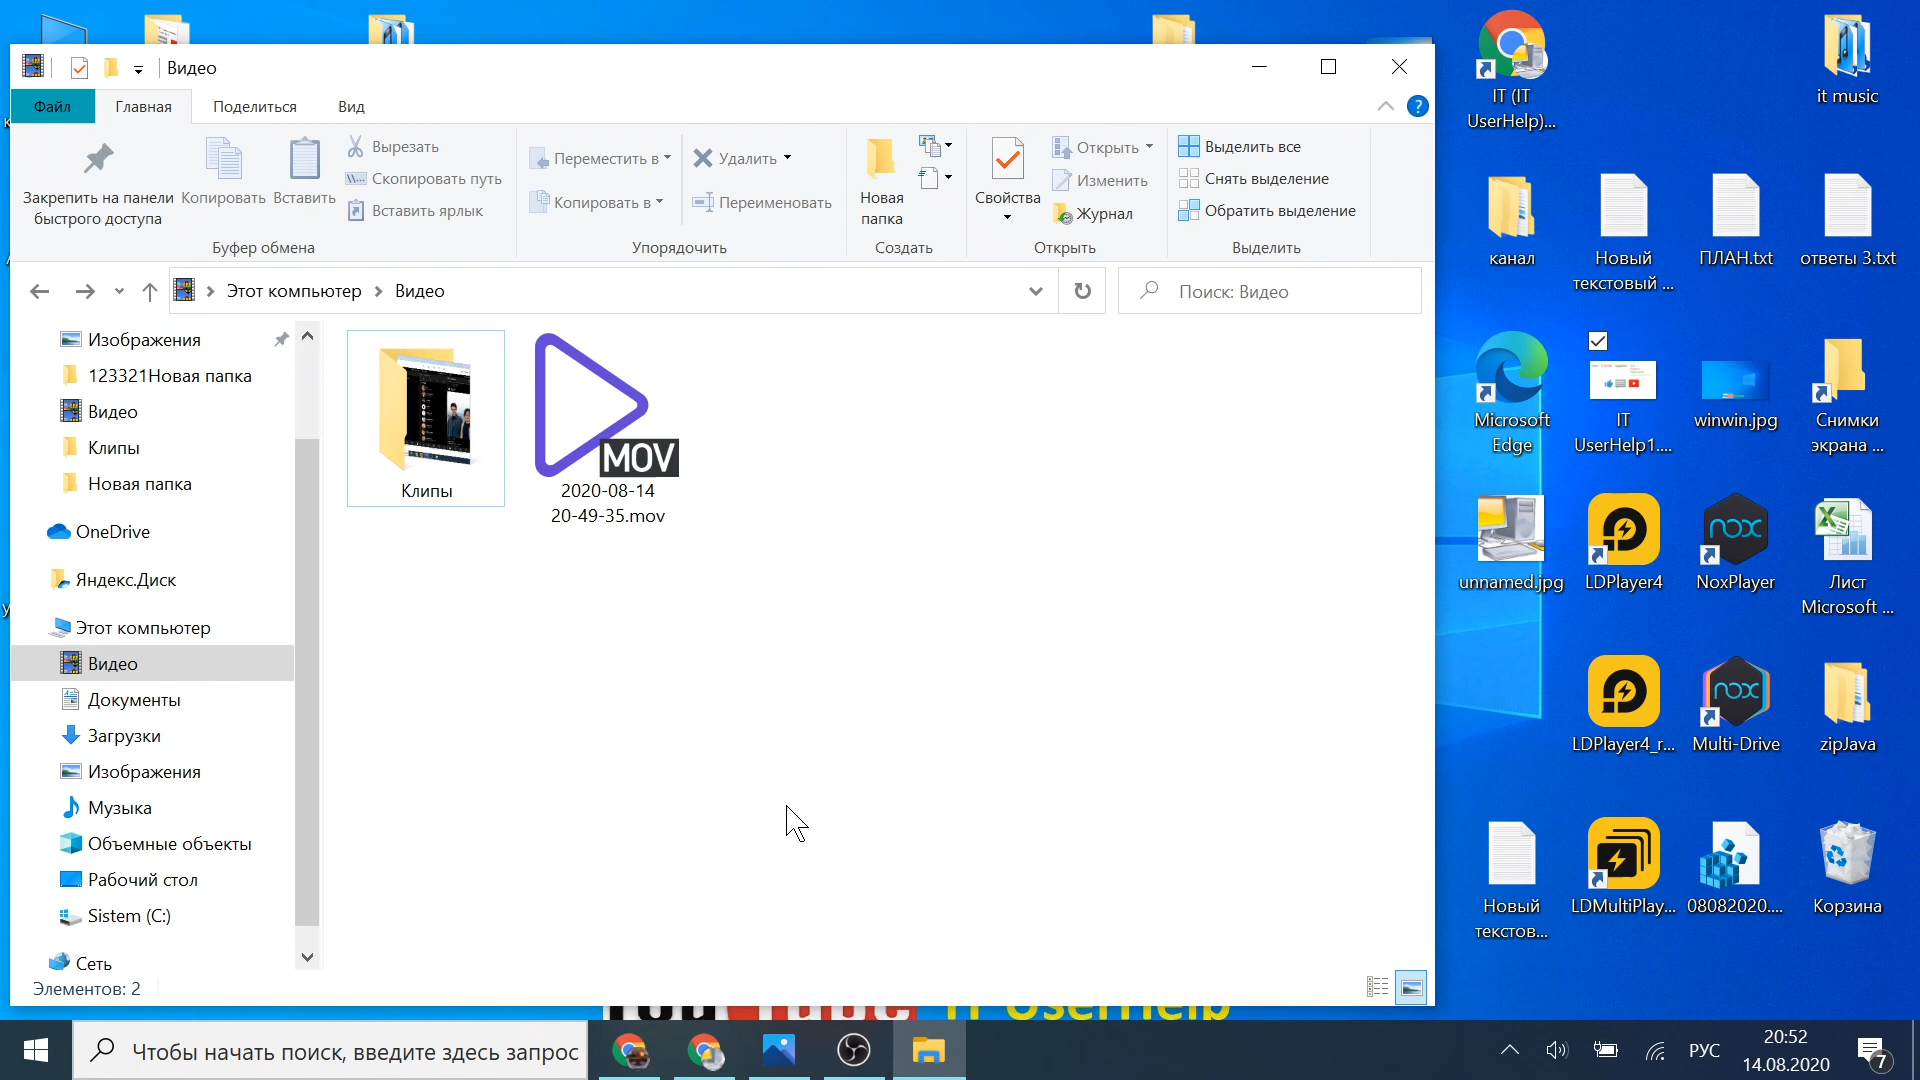 Видео
Файл
Главная
Поделиться
Вид
Закрепить на панели
быстрого доступа
Копировать
Вставить
Вырезать
Скопировать путь
Вставить ярлык
Буфер обмена
Переместить в
Копировать в
Удалить
Переименовать
Упорядочить
Новая
папка
Создать
Свойства
Открыть
Изменить
Журнал
Открыть
Выделить все
Снять выделение
Обратить выделение
Выделить
Этот компьютер
Видео
Поиск: Видео
Изображения
123321Новая папка
Видео
Клипы
Новая папка
OneDrive
Яндекс.Диск
Этот компьютер
Видео
Документы
Загрузки
Изображения
Музыка
Объемные объекты
Рабочий стол
Sistem (C:)
Сеть
Элементов: 2
Клипы
MOV
2020-08-14
20-49-35.mov
IT (IT
UserHelp)...
it music
канал
Новый
текстовый ...
ПЛАН.txt
ответы 3.txt
Microsoft
Edge
IT
UserHelp1....
winwin.jpg
Снимки
экрана ...
unnamed.jpg
LDPlayer4
nox
NoxPlayer
Лист
Microsoft ...
LDPlayer4_r...
nox
Multi-Drive
zipJava
Новый
текстов...
LDMultiPlay...
08082020....
Корзина
YouTube IT UserHelp
Чтобы начать поиск, введите здесь запрос
РУС
20:52
14.08.2020
7